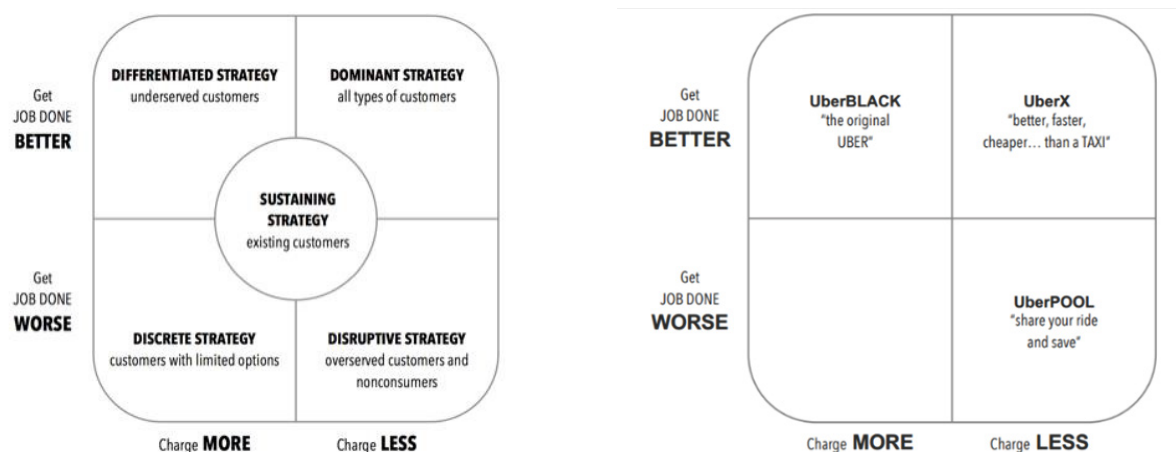 DIFFERENTIATED STRATEGY
underserved customers
DOMINANT STRATEGY
all types of customers
Get
JOB DONE
BETTER
SUSTAINING
STRATEGY
existing customers
Get
JOB DONE
WORSE
DISCRETE STRATEGY
customers with limited options
DISRUPTIVE STRATEGY
overserved customers and
nonconsumers
Charge MORE
Charge LESS
Get
JOB DONE
BETTER
UberBLACK
"the original
UBER"
UberX
"better, faster,
cheaper... than a TAXI"
Get
JOB DONE
WORSE
UberPOOL
"share your ride
and save"
Charge MORE
Charge LESS